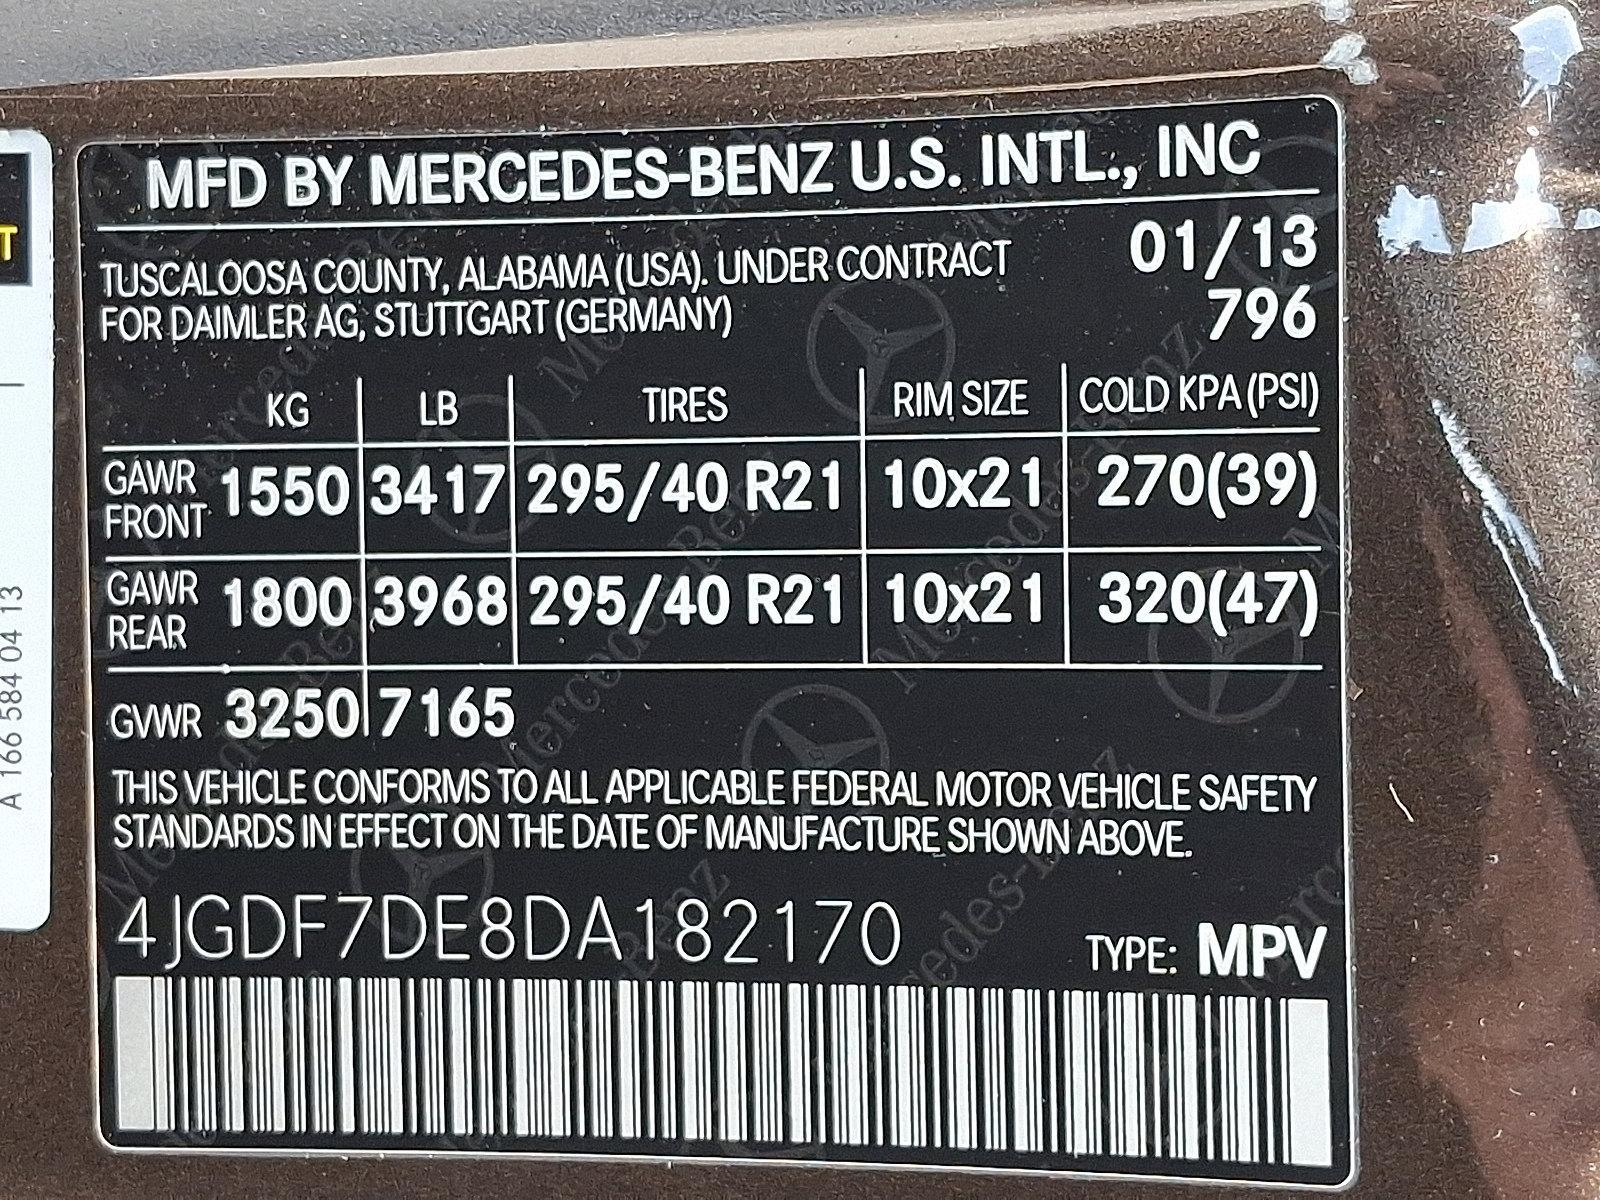 MFD BY MERCEDES-BENZ U.S. INTL., INC
TUSCALOOSA COUNTY, ALABAMA (USA). UNDER CONTRACT 01/13
FOR DAIMLER AG, STUTTGART (GERMANY) 796
KG LB TIRES RIM SIZE COLD KPA (PSI)
GAWR FRONT 1550 3417 295/40 R21 10x21 270(39)
GAWR REAR 1800 3968 295/40 R21 10x21 320(47)
GVWR 3250 7165
THIS VEHICLE CONFORMS TO ALL APPLICABLE FEDERAL MOTOR VEHICLE SAFETY
STANDARDS IN EFFECT ON THE DATE OF MANUFACTURE SHOWN ABOVE.
4JGDF7DE8DA182170
TYPE: MPV
A 166 584 04 13
T